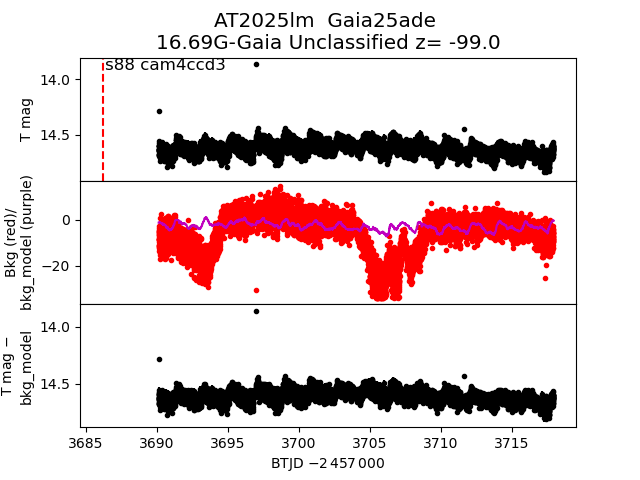 AT2025lm  Gaia25ade
16.69G-Gaia Unclassified z= -99.0
s88 cam4ccd3
14.0
14.5
T mag
0
−20
Bkg (red)/
bkg_model (purple)
14.0
14.5
T mag −
bkg_model
3685 3690 3695 3700 3705 3710 3715
BTJD −2 457 000